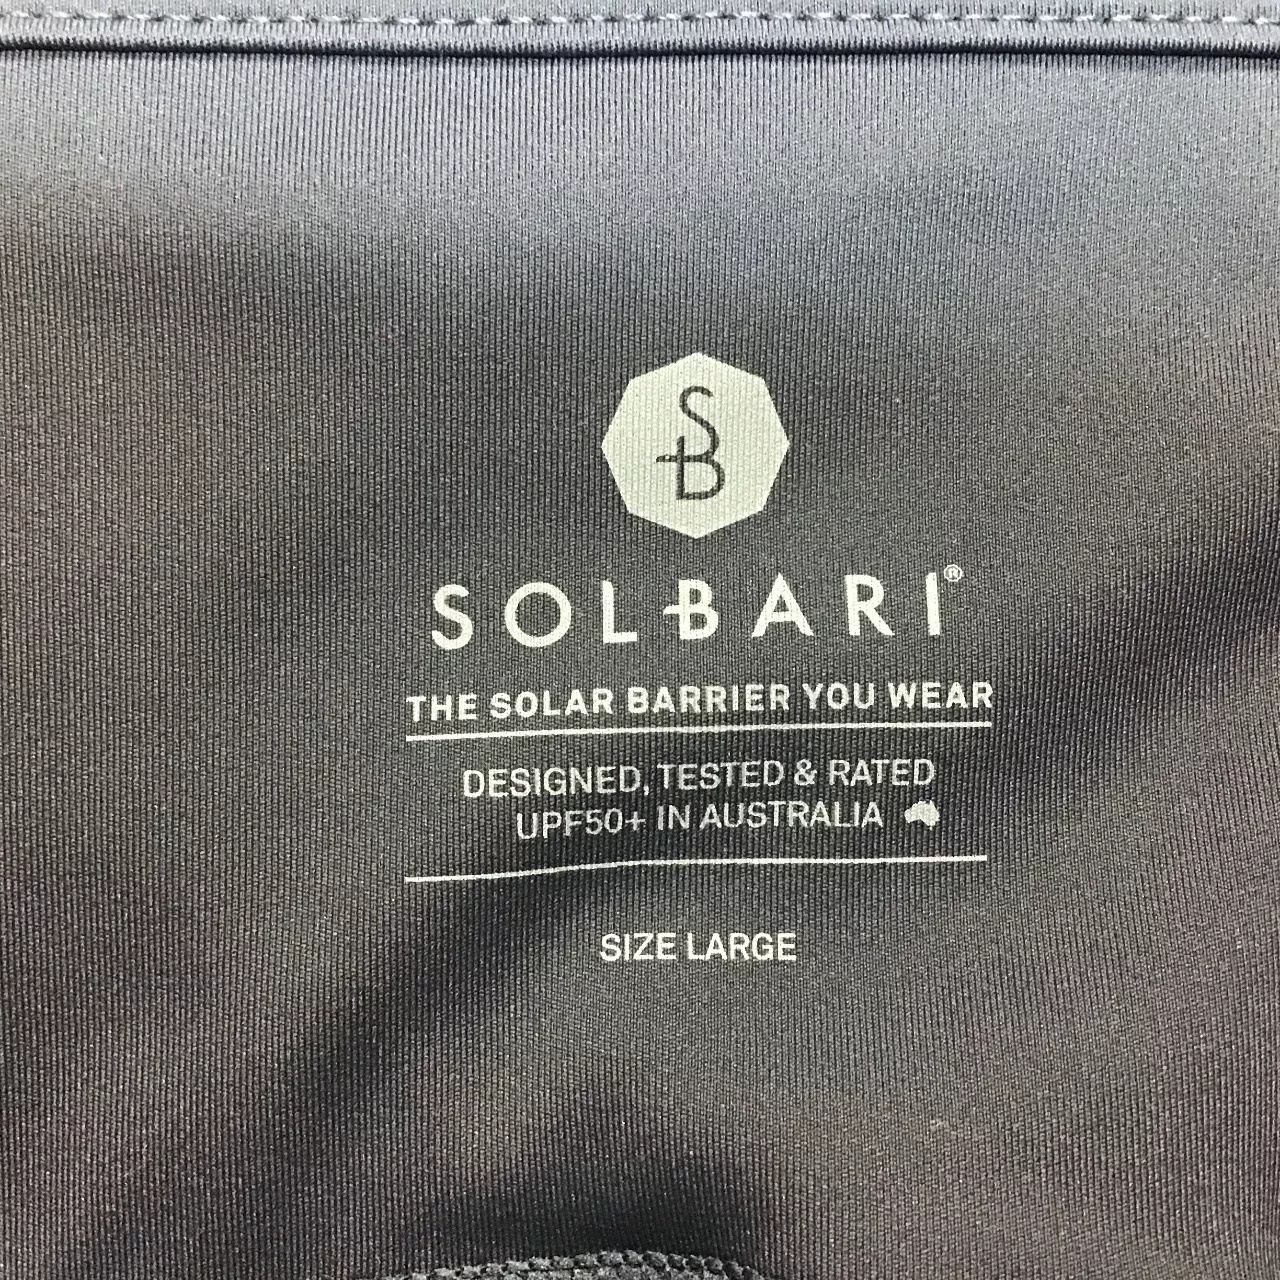 SB
SOLBARI®
THE SOLAR BARRIER YOU WEAR
DESIGNED, TESTED & RATED
UPF50+ IN AUSTRALIA
SIZE LARGE